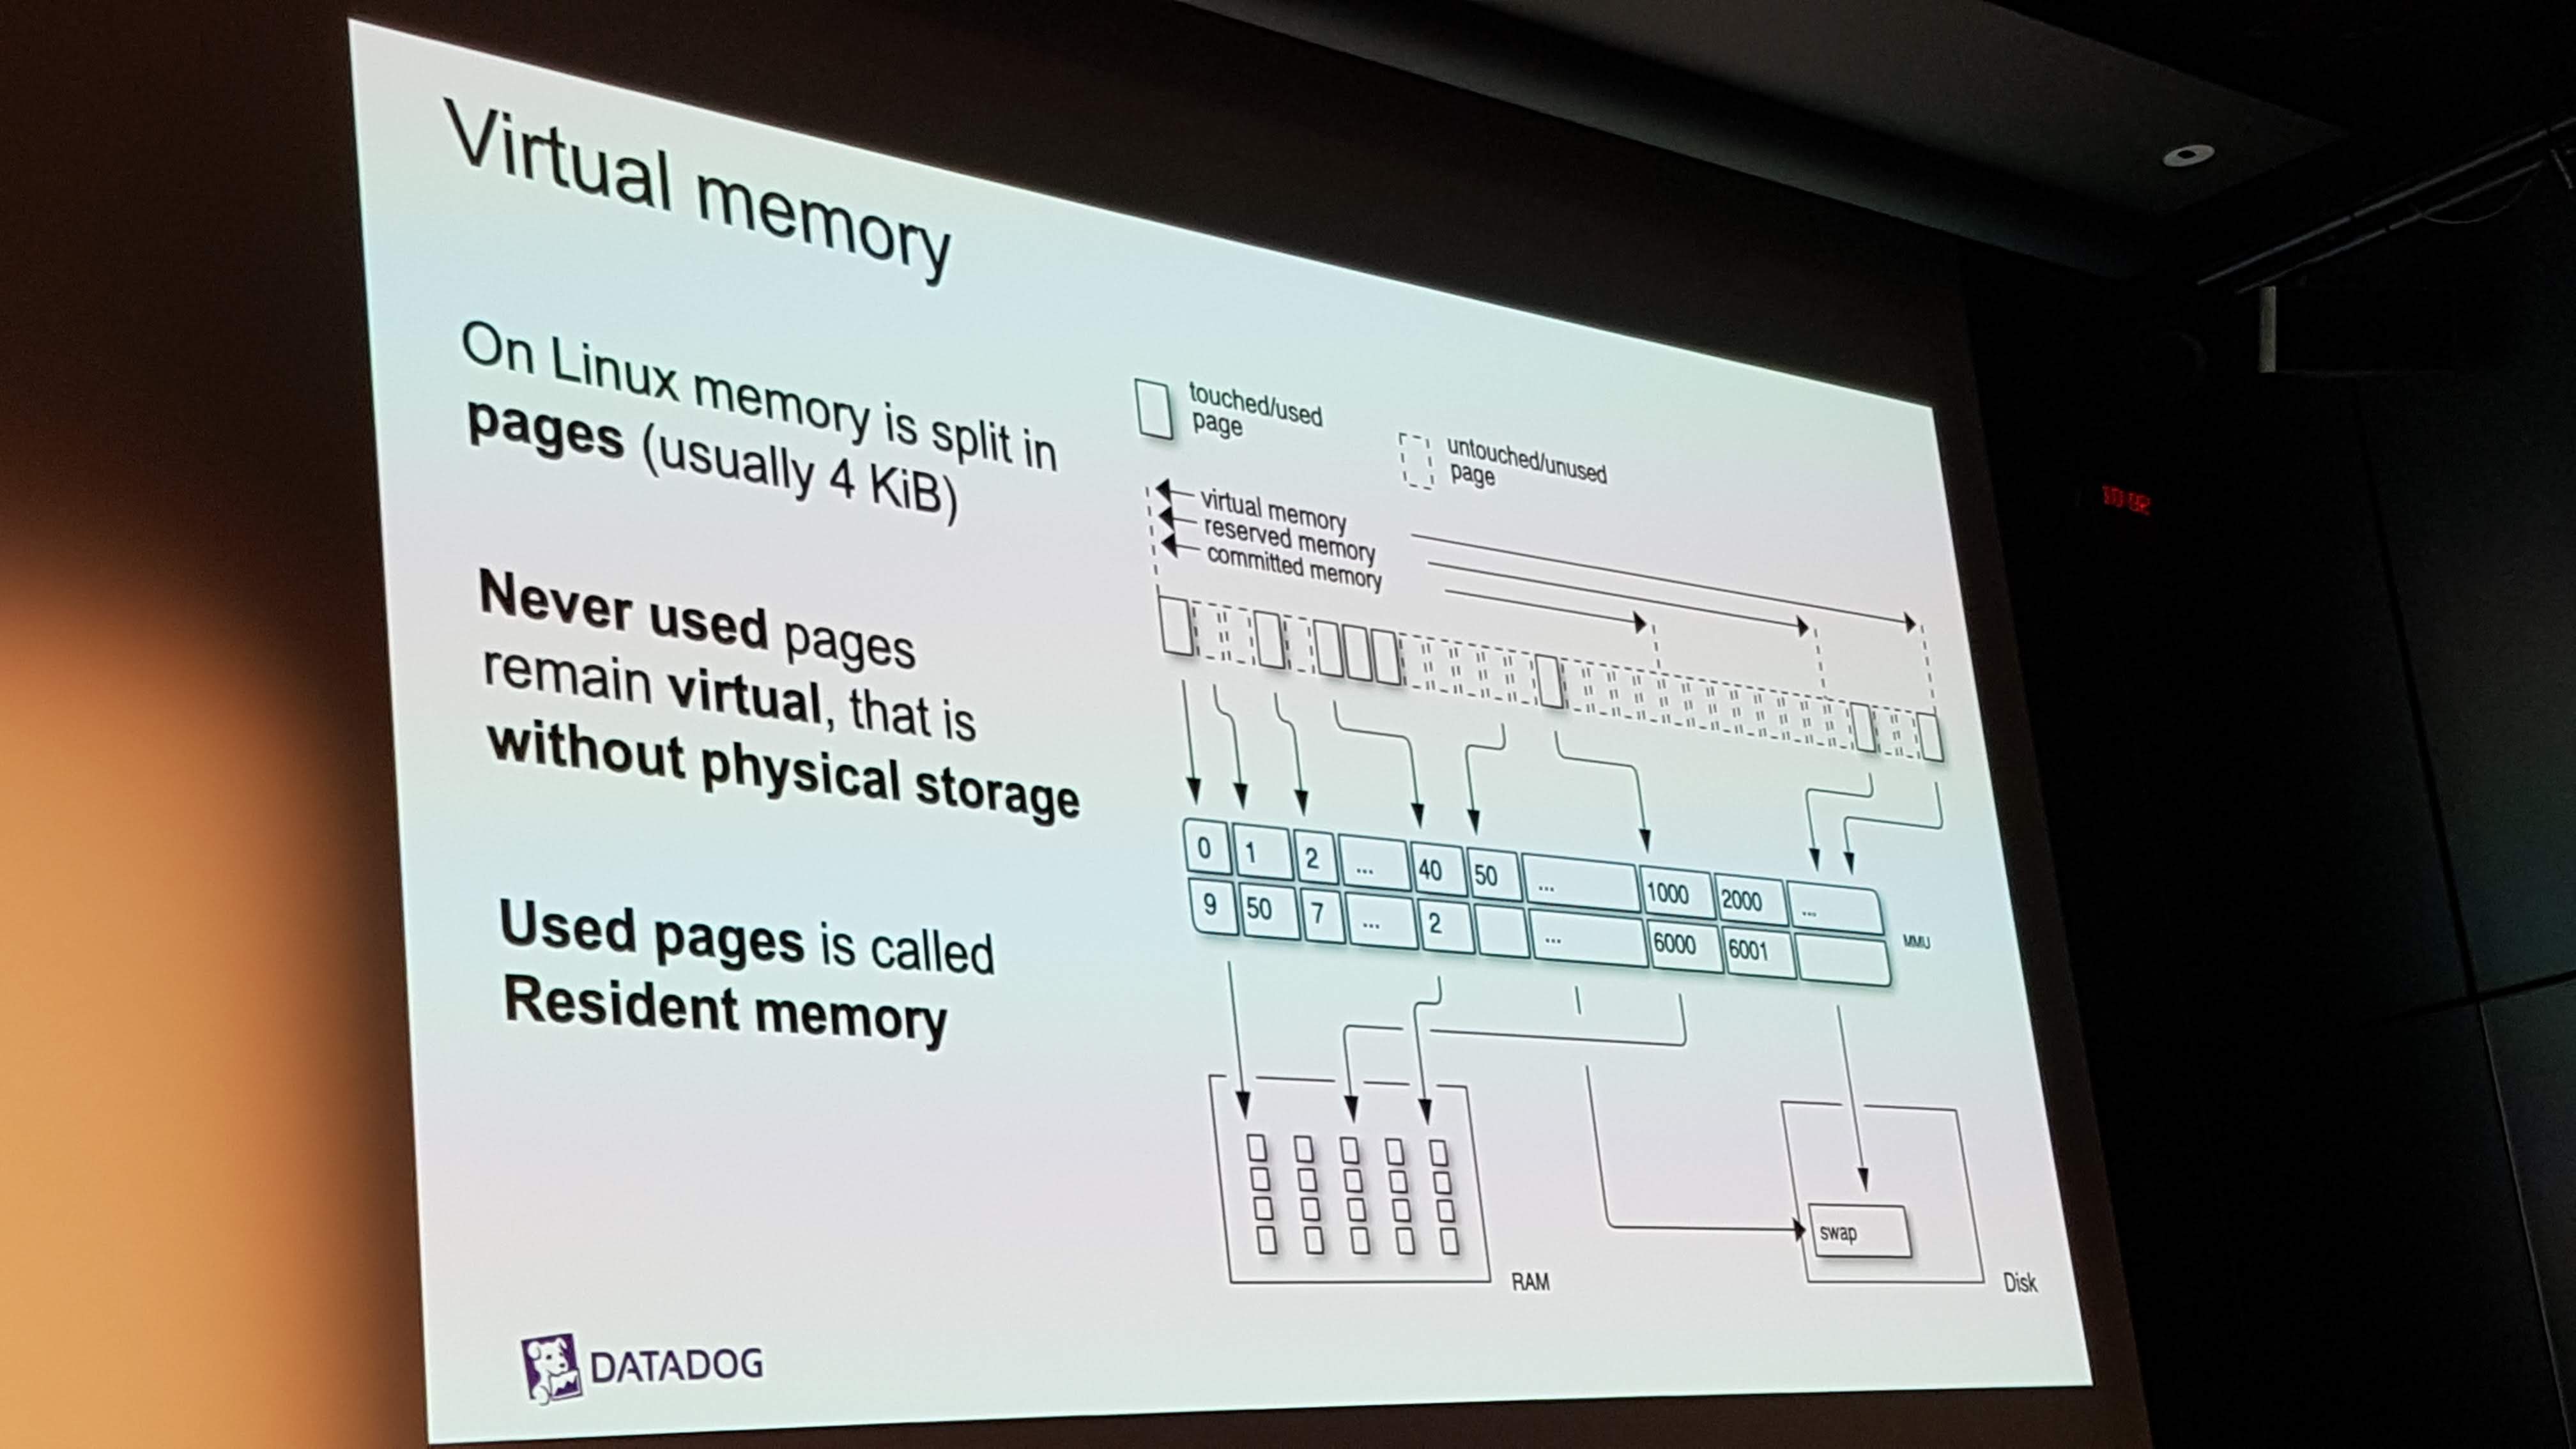 Virtual memory
On Linux memory is split in
pages (usually 4 KiB)
Never used pages
remain virtual, that is
without physical storage
Used pages is called
Resident memory
touched/used
page
untouched/unused
page
virtual memory
reserved memory
committed memory
0 1 2 ... 40 50 ... 1000 2000 ...
9 50 7 ... 2 ... 6000 6001
MMU
swap
RAM
Disk
DATADOG